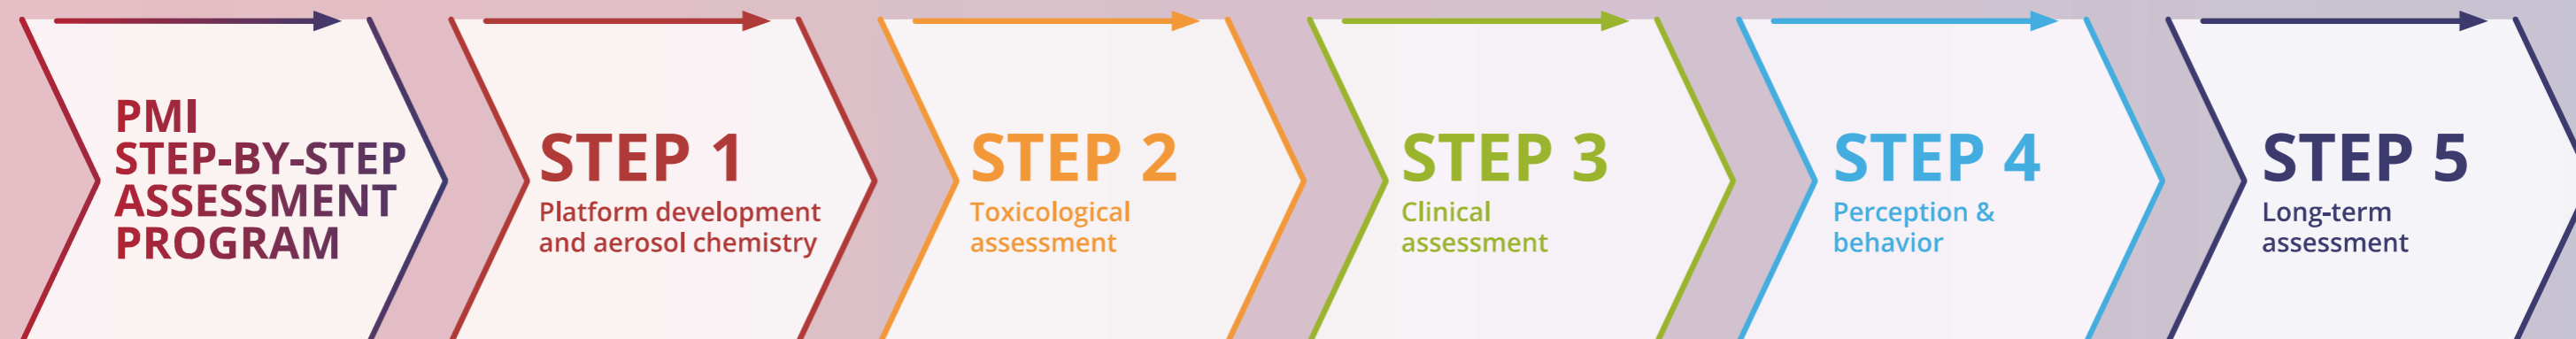 PMI
STEP-BY-STEP
ASSESSMENT
PROGRAM
STEP 1
Platform development
and aerosol chemistry
STEP 2
Toxicological
assessment
STEP 3
Clinical
assessment
STEP 4
Perception &
behavior
STEP 5
Long-term
assessment